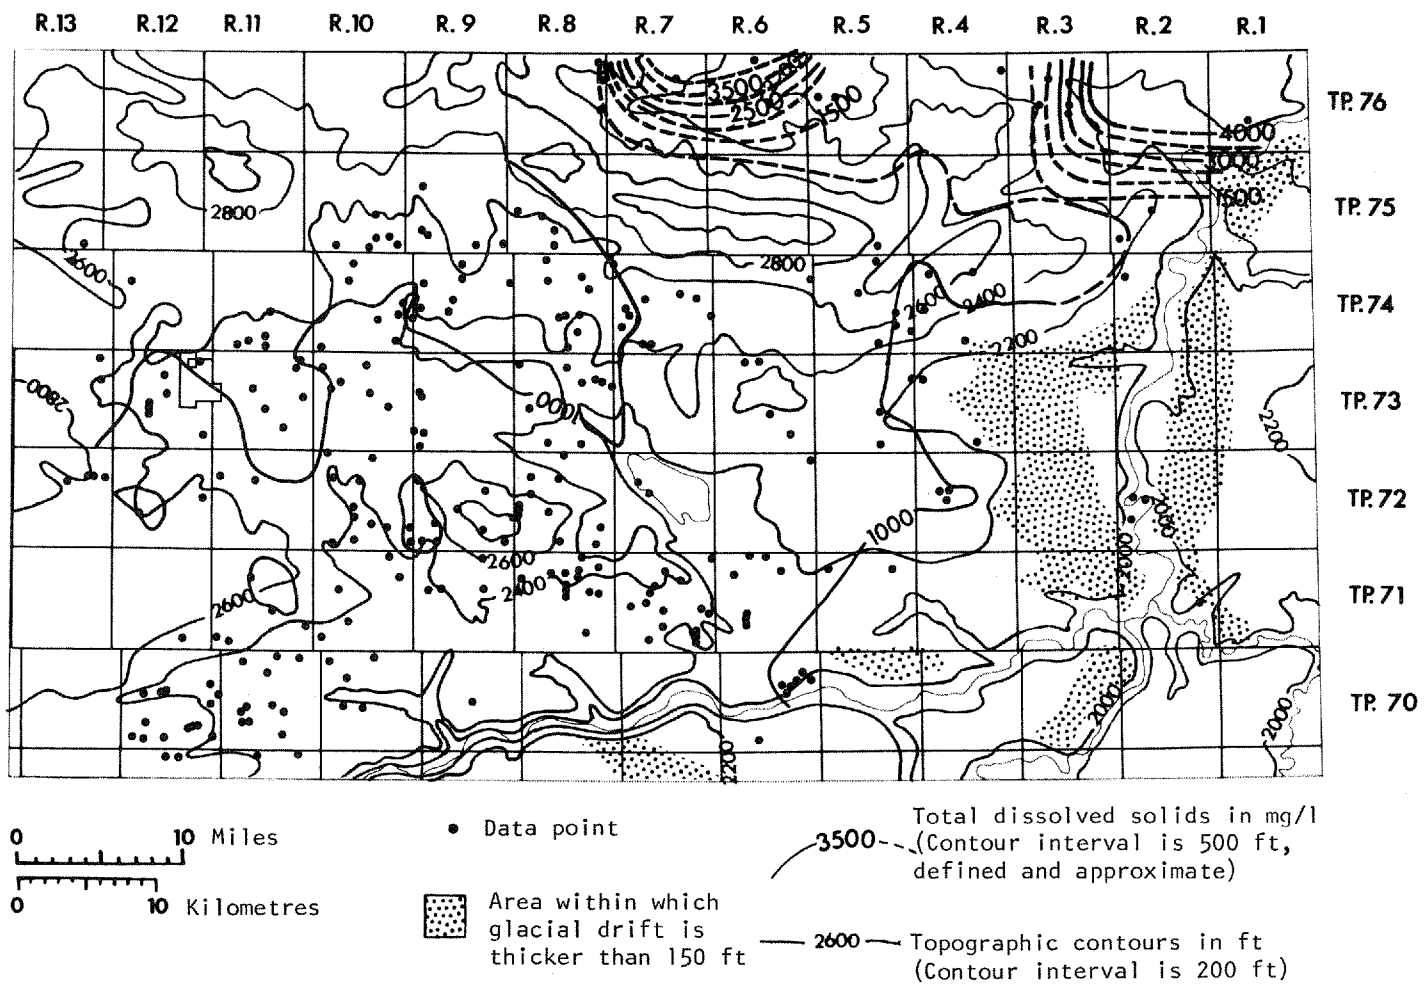 R.13 R.12 R.11 R.10 R.9 R.8 R.7 R.6 R.5 R.4 R.3 R.2 R.1
3500
2500
1500
TP. 76
4000
3000
2800
1500
TP. 75
2600
2800
2600
2400
TP. 74
2200
2800
1000
TP. 73
2200
1000
2000
TP. 72
2600
2000
2600
2400
TP. 71
2000
2000
TP. 70
2200
0 10 Miles
0 10 Kilometres
Data point
Area within which
glacial drift is
thicker than 150 ft
3500
Total dissolved solids in mg/l
(Contour interval is 500 ft,
defined and approximate)
2600
Topographic contours in ft
(Contour interval is 200 ft)